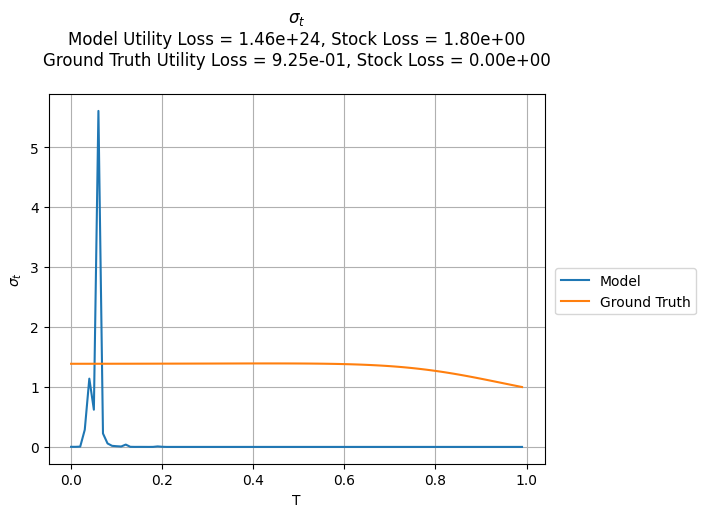 σt
Model Utility Loss = 1.46e+24, Stock Loss = 1.80e+00
Ground Truth Utility Loss = 9.25e-01, Stock Loss = 0.00e+00
5
4
3
2
1
0
σt
0.0 0.2 0.4 0.6 0.8 1.0
T
Model
Ground Truth